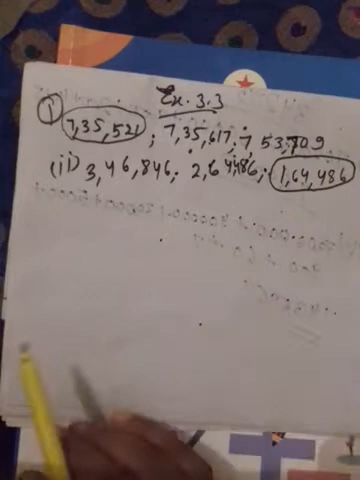 Ex. 3.3
(i) 7,35,521 ; 7,35,617 ; 7 53,709
(ii) 3,46,846 ; 2,64,486 ; 1,64,486